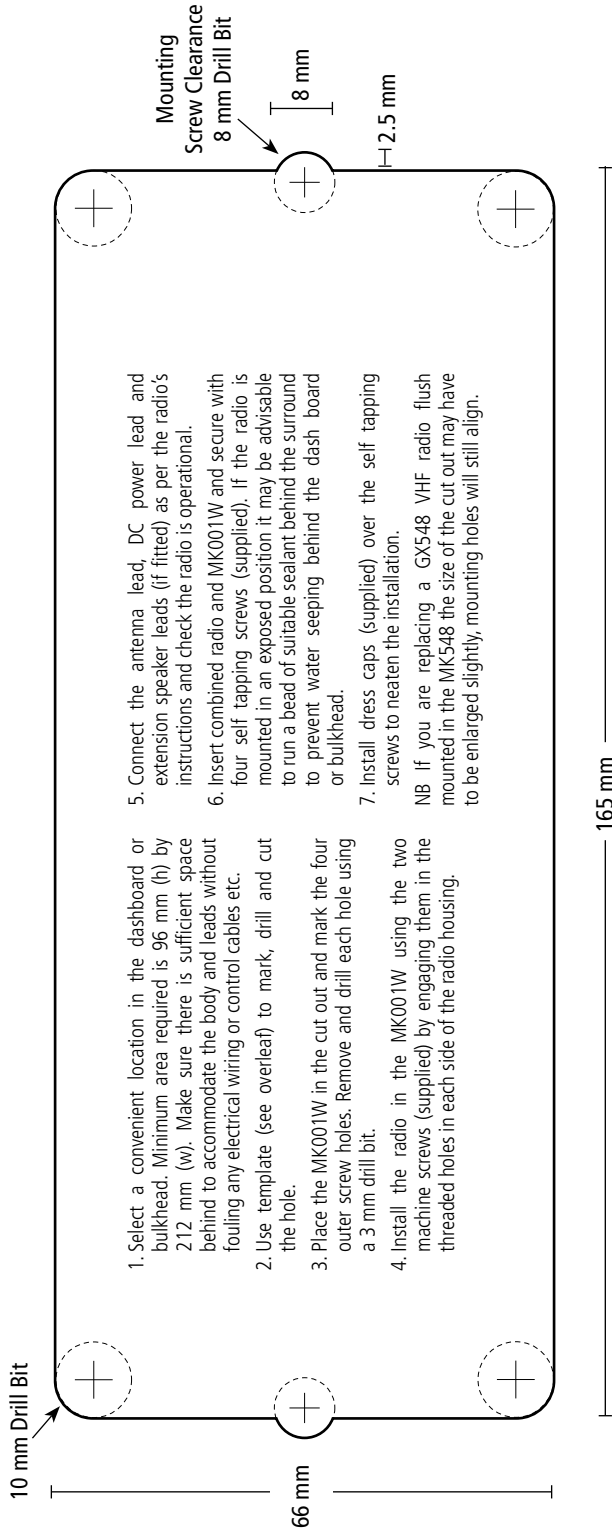 10 mm Drill Bit
Mounting
Screw Clearance
8 mm Drill Bit
8 mm
2.5 mm
66 mm
165 mm
1. Select a convenient location in the dashboard or
bulkhead. Minimum area required is 96 mm (h) by
212 mm (w). Make sure there is sufficient space
behind to accommodate the body and leads without
fouling any electrical wiring or control cables etc.
2. Use template (see overleaf) to mark, drill and cut
the hole.
3. Place the MK001W in the cut out and mark the four
outer screw holes. Remove and drill each hole using
a 3 mm drill bit.
4. Install the radio in the MK001W using the two
machine screws (supplied) by engaging them in the
threaded holes in each side of the radio housing.
5. Connect the antenna lead, DC power lead and
extension speaker leads (if fitted) as per the radio's
instructions and check the radio is operational.
6. Insert combined radio and MK001W and secure with
four self tapping screws (supplied). If the radio is
mounted in an exposed position it may be advisable
to run a bead of suitable sealant behind the surround
to prevent water seeping behind the dash board
or bulkhead.
7. Install dress caps (supplied) over the self tapping
screws to neaten the installation.
NB If you are replacing a GX548 VHF radio flush
mounted in the MK548 the size of the cut out may have
to be enlarged slightly, mounting holes will still align.